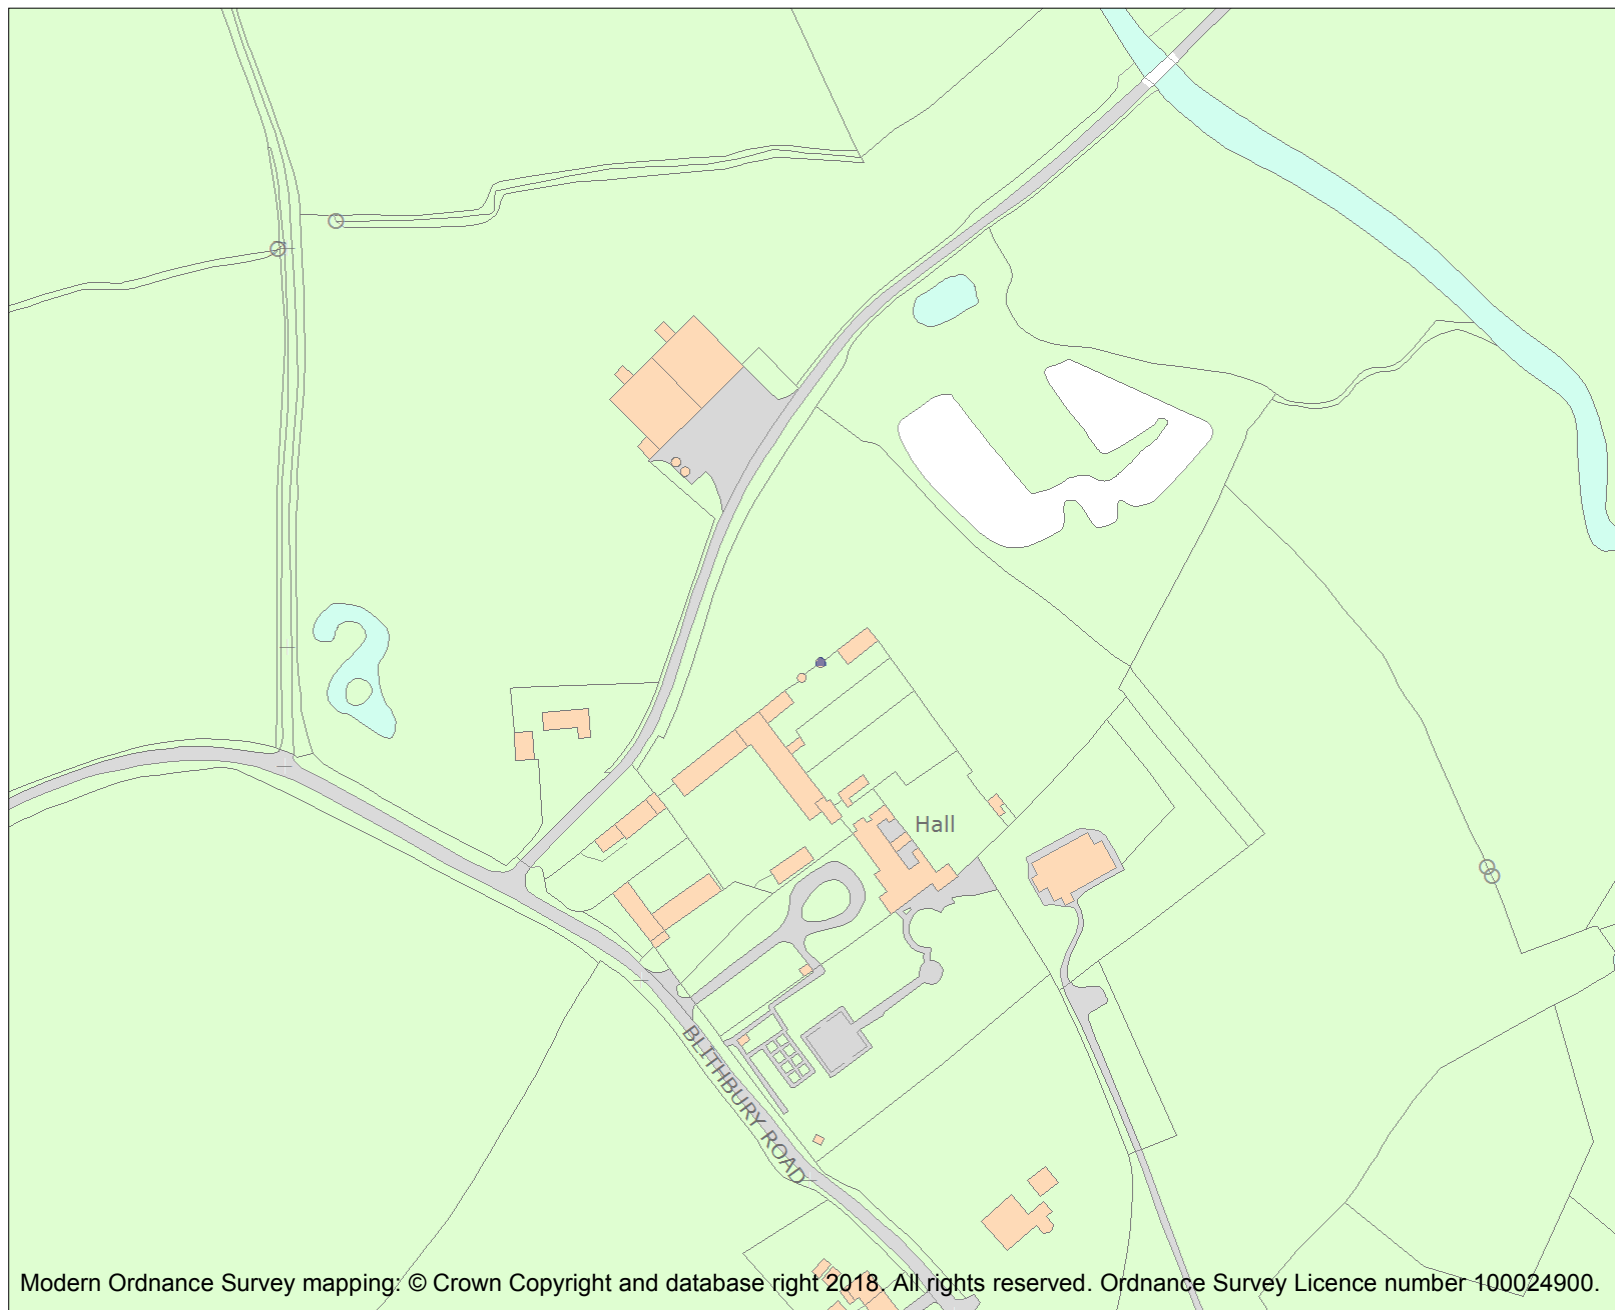 Hall
BLITHBURY ROAD
Modern Ordnance Survey mapping: © Crown Copyright and database right 2018. All rights reserved. Ordnance Survey Licence number 100024900.